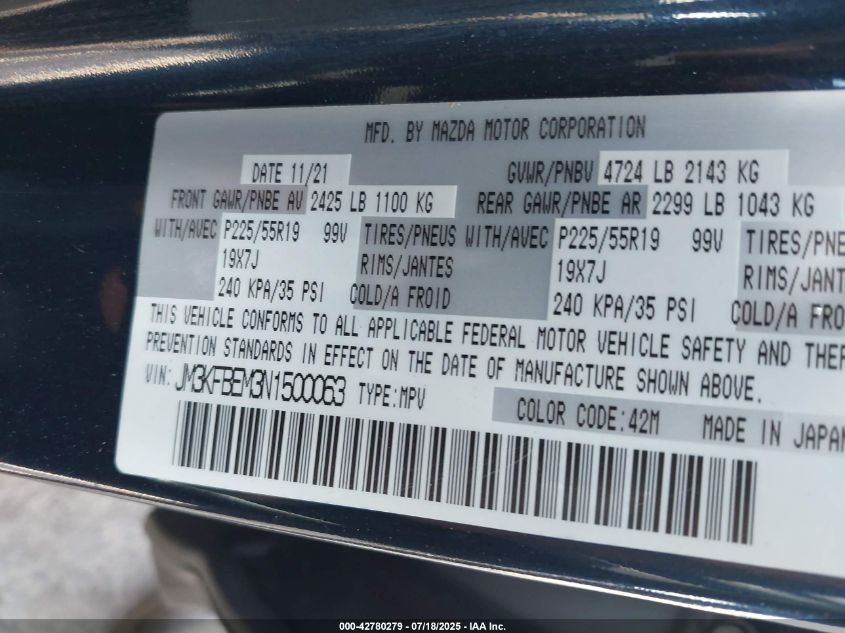 MFD. BY MAZDA MOTOR CORPORATION
DATE 11/21 GVWR/PNBV 4724 LB 2143 KG
FRONT GAWR/PNBE AV 2425 LB 1100 KG REAR GAWR/PNBE AR 2299 LB 1043 KG
WITH/AVEC P225/55R19 99V TIRES/PNEUS WITH/AVEC P225/55R19 99V TIRES/PNE
19X7J RIMS/JANTES 19X7J RIMS/JANT
240 KPA/35 PSI COLD/A FROID 240 KPA/35 PSI COLD/A FRO
THIS VEHICLE CONFORMS TO ALL APPLICABLE FEDERAL MOTOR VEHICLE SAFETY AND THEF
PREVENTION STANDARDS IN EFFECT ON THE DATE OF MANUFACTURE SHOWN ABOVE.
VIN: JM3KFBEM3N1500063 TYPE:MPV
COLOR CODE:42M MADE IN JAPAN
000-42780279 - 07/18/2025 - IAA Inc.